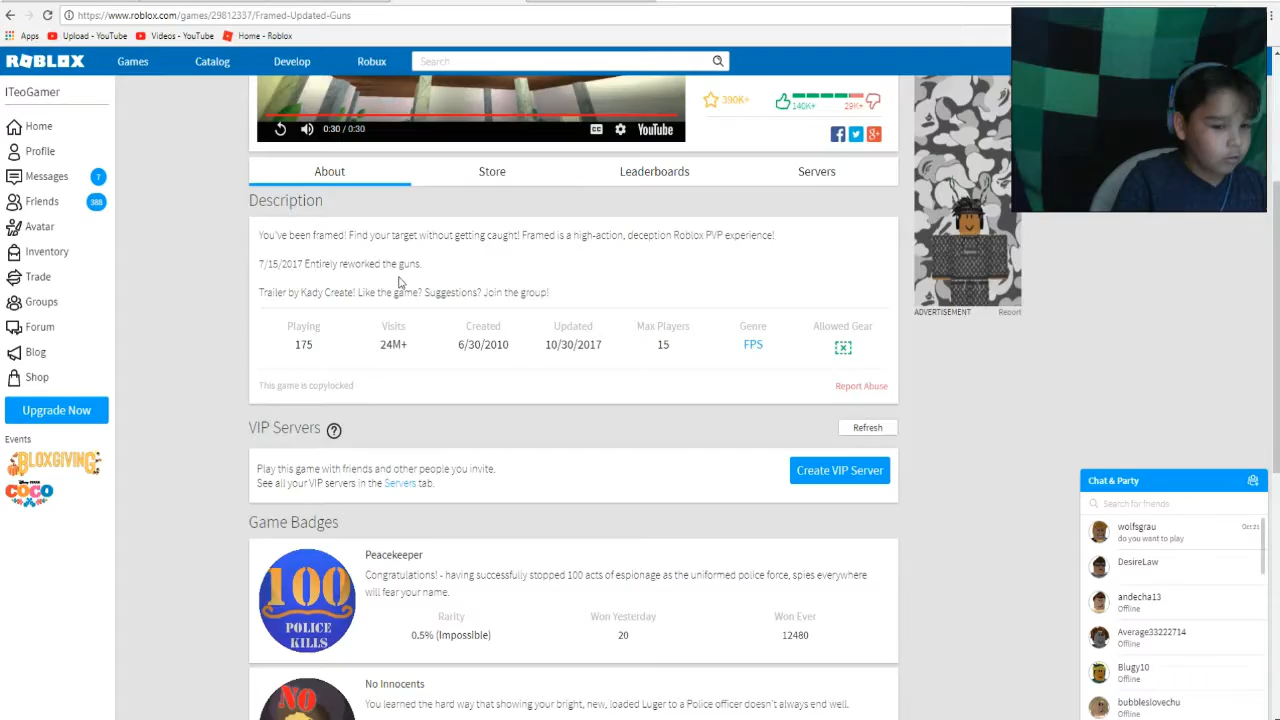 https://www.roblox.com/games/29812337/Framed-Updated-Guns
Apps Upload - YouTube Videos - YouTube Home - Roblox
ROBLOX Games Catalog Develop Robux Search
ITeoGamer
Home
Profile
Messages 7
Friends 388
Avatar
Inventory
Trade
Groups
Forum
Blog
Shop
Upgrade Now
Events
BLOXGIVING
COCO
0:30 / 0:30 CC YouTube
390K+ 140K+ 29K+
About Store Leaderboards Servers
Description
You've been framed! Find your target without getting caught! Framed is a high-action, deception Roblox PVP experience!
7/15/2017 Entirely reworked the guns.
Trailer by Kady Create! Like the game? Suggestions? Join the group!
Playing Visits Created Updated Max Players Genre Allowed Gear
175 24M+ 6/30/2010 10/30/2017 15 FPS
This game is copylocked Report Abuse
VIP Servers ? Refresh
Play this game with friends and other people you invite.
See all your VIP servers in the Servers tab.
Create VIP Server
Game Badges
100
POLICE
KILLS
Peacekeeper
Congratulations! - having successfully stopped 100 acts of espionage as the uniformed police force, spies everywhere
will fear your name.
Rarity Won Yesterday Won Ever
0.5% (Impossible) 20 12480
NO
No Innocents
You learned the hard way that showing your bright, new, loaded Luger to a Police officer doesn't always end well.
ADVERTISEMENT Report
Chat & Party
Search for friends
wolfsgrau Oct 21
do you want to play
DesireLaw
andecha13
Offline
Average33222714
Offline
Blugy10
Offline
bubbleslovechu
Offline